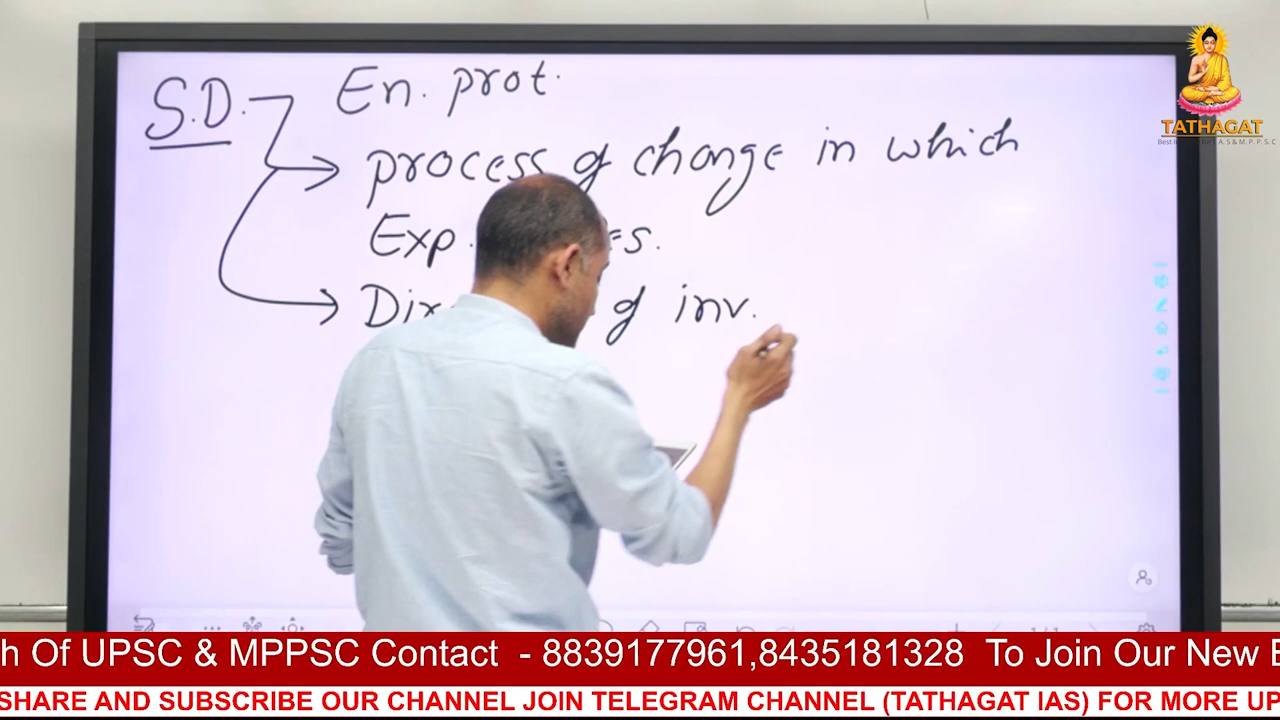 S.D. En. prot.
process of change in which
Exp.
of inv.
TATHAGAT
h Of UPSC & MPPSC Contact - 8839177961,8435181328 To Join Our New
SHARE AND SUBSCRIBE OUR CHANNEL JOIN TELEGRAM CHANNEL (TATHAGAT IAS) FOR MORE UP